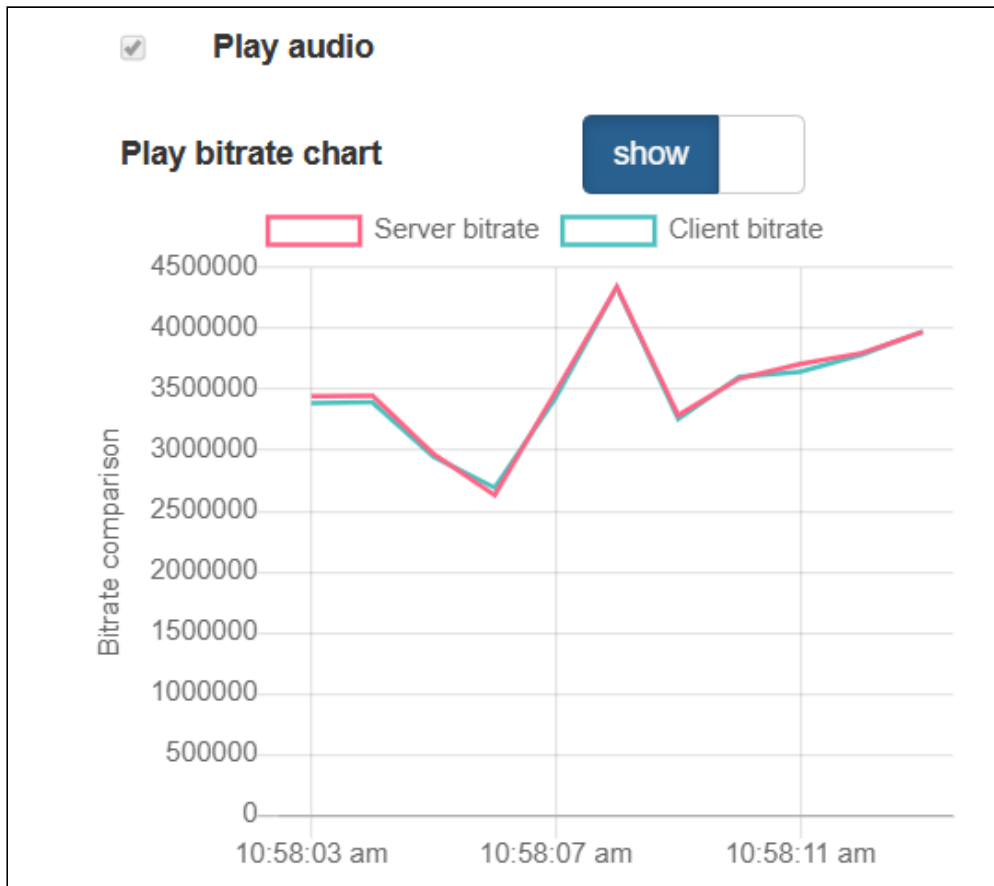 Play audio
Play bitrate chart
show
Server bitrate
Client bitrate
4500000
4000000
3500000
3000000
2500000
2000000
1500000
1000000
500000
0
Bitrate comparison
10:58:03 am
10:58:07 am
10:58:11 am